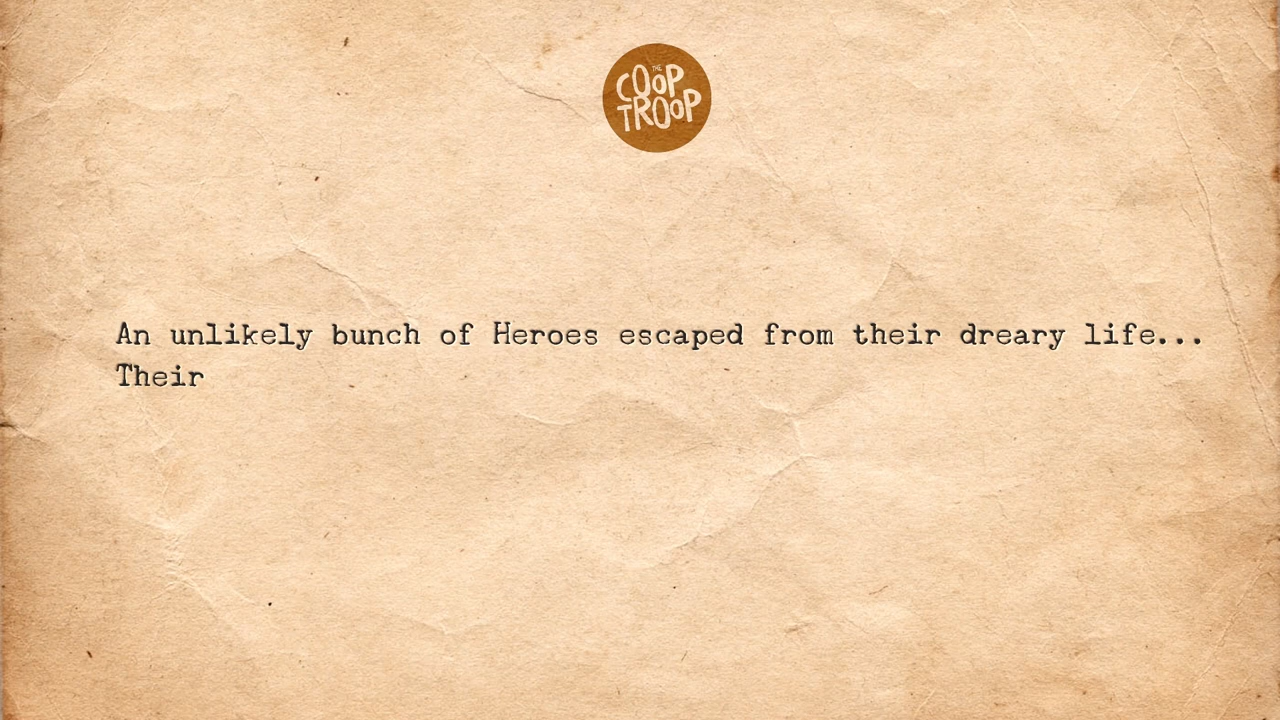 THE
COOP
TROOP
An unlikely bunch of Heroes escaped from their dreary life...
Their